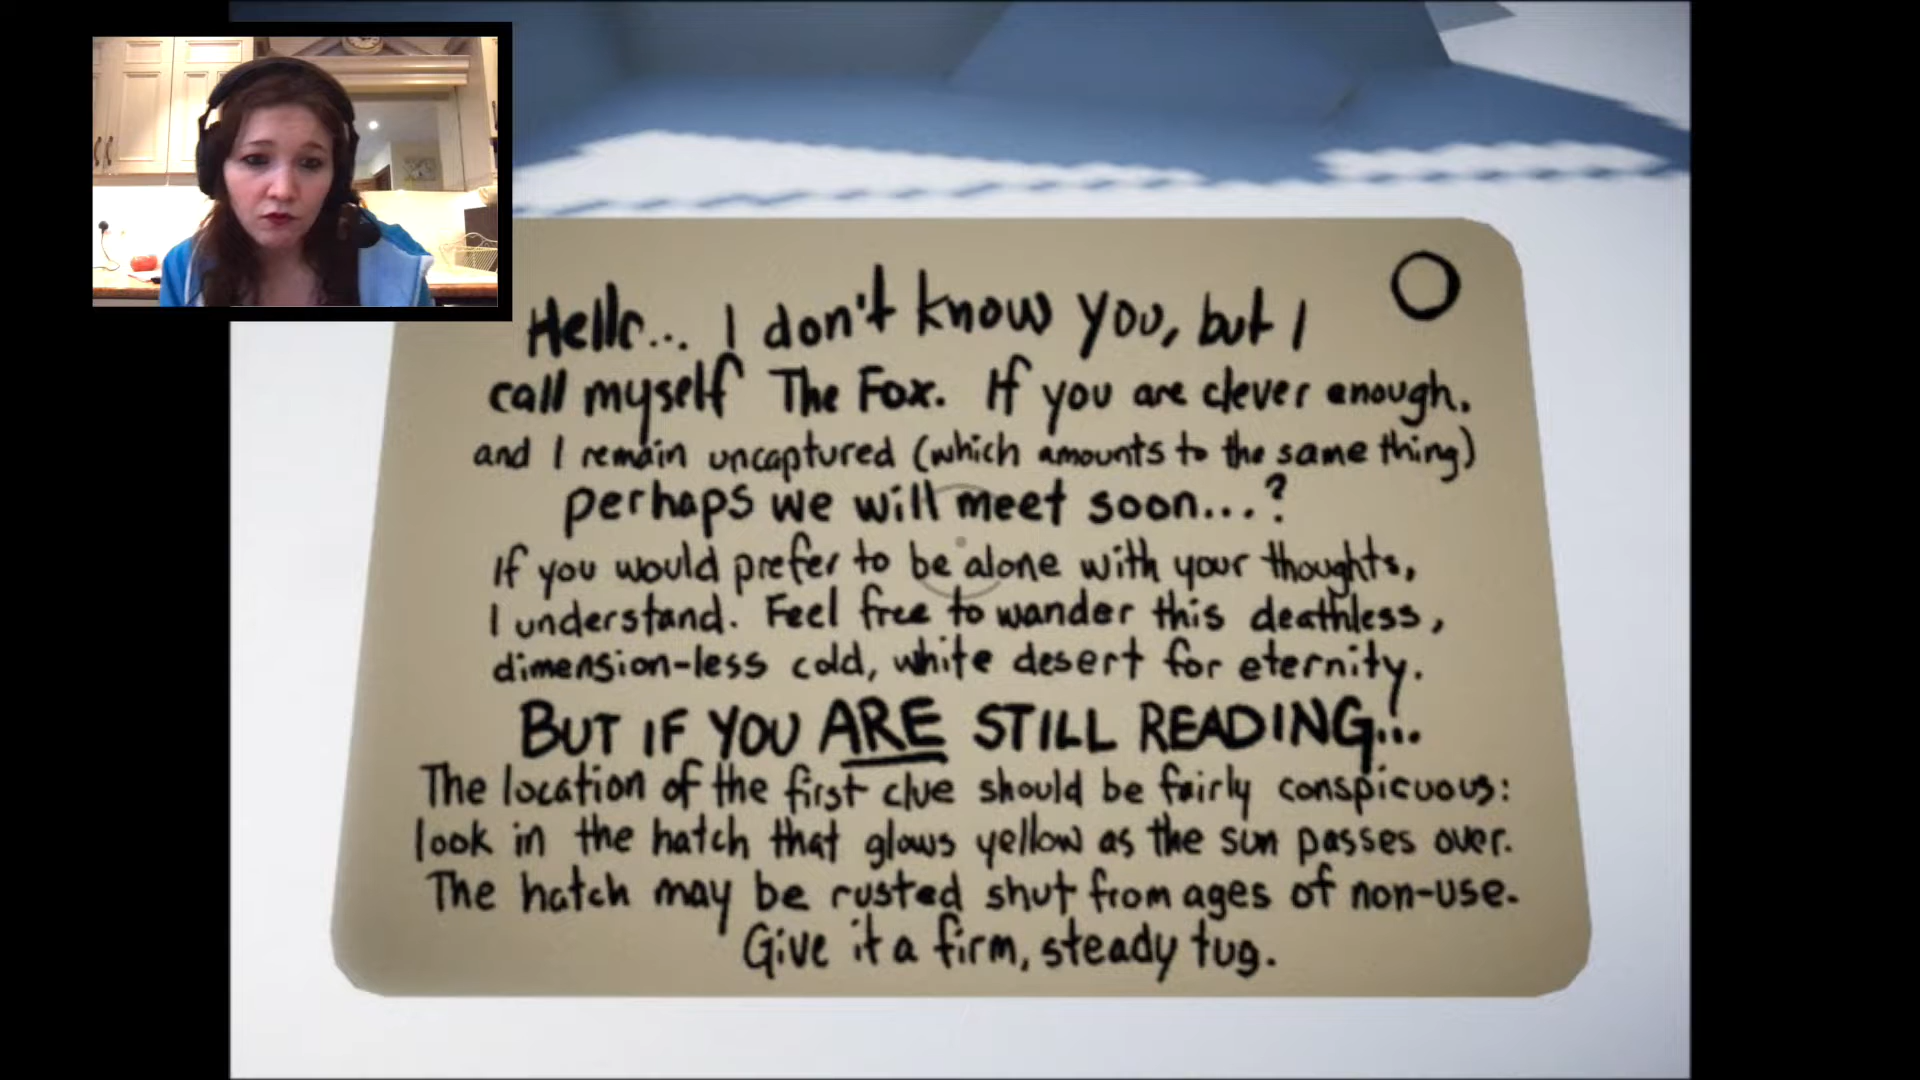 Hello... I don't know you, but I
call myself The Fox. If you are clever enough,
and I remain uncaptured (which amounts to the same thing)
perhaps we will meet soon...?
If you would prefer to be alone with your thoughts,
I understand. Feel free to wander this deathless,
dimension-less cold, white desert for eternity.
BUT IF YOU ARE STILL READING...
The location of the first clue should be fairly conspicuous:
look in the hatch that glows yellow as the sun passes over.
The hatch may be rusted shut from ages of non-use.
Give it a firm, steady tug.